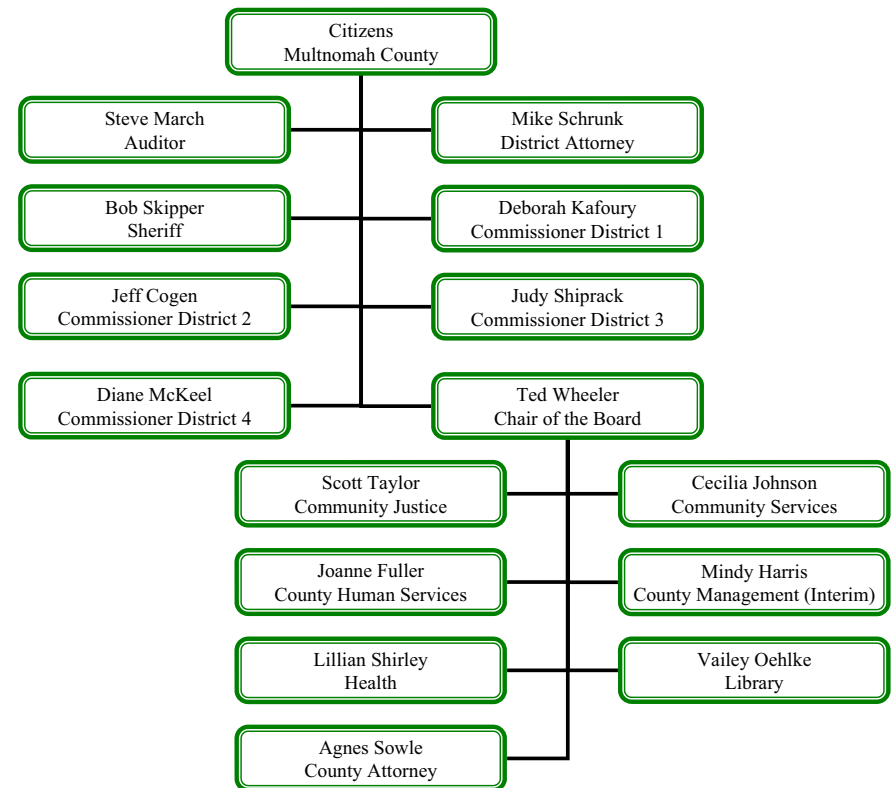 Citizens
Multnomah County
Steve March
Auditor
Mike Schrunk
District Attorney
Bob Skipper
Sheriff
Deborah Kafoury
Commissioner District 1
Jeff Cogen
Commissioner District 2
Judy Shiprack
Commissioner District 3
Diane McKeel
Commissioner District 4
Ted Wheeler
Chair of the Board
Scott Taylor
Community Justice
Cecilia Johnson
Community Services
Joanne Fuller
County Human Services
Mindy Harris
County Management (Interim)
Lillian Shirley
Health
Vailey Oehlke
Library
Agnes Sowle
County Attorney